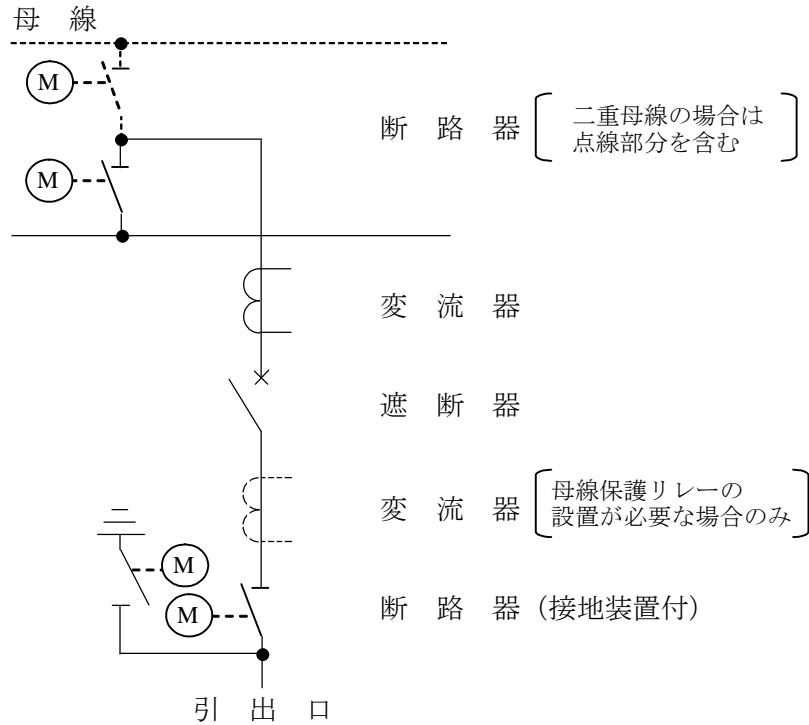 母 線
M
断 路 器
二重母線の場合は
点線部分を含む
M
変 流 器
遮 断 器
変 流 器
母線保護リレーの
設置が必要な場合のみ
M
M
断 路 器 (接地装置付)
引 出 口